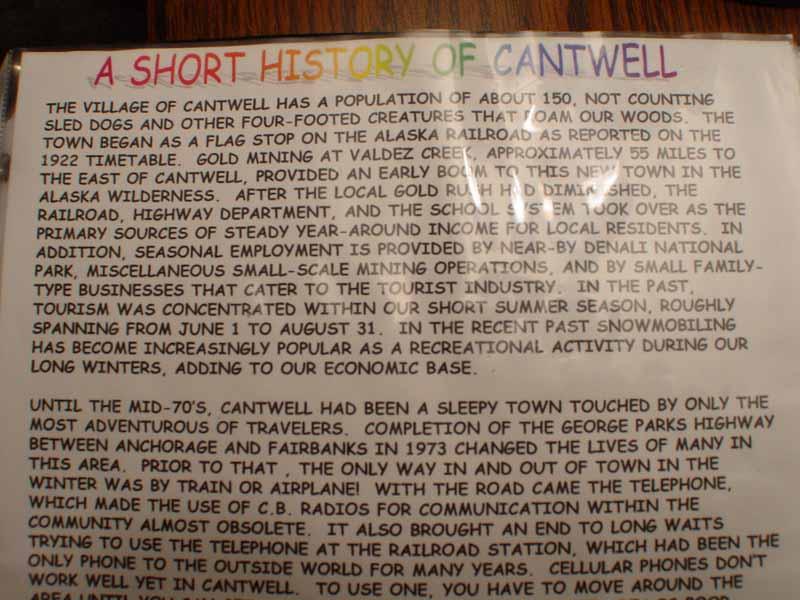 A SHORT HISTORY OF CANTWELL
THE VILLAGE OF CANTWELL HAS A POPULATION OF ABOUT 150, NOT COUNTING
SLED DOGS AND OTHER FOUR-FOOTED CREATURES THAT ROAM OUR WOODS. THE
TOWN BEGAN AS A FLAG STOP ON THE ALASKA RAILROAD AS REPORTED ON THE
1922 TIMETABLE. GOLD MINING AT VALDEZ CREEK, APPROXIMATELY 55 MILES TO
THE EAST OF CANTWELL, PROVIDED AN EARLY BOOM TO THIS NEW TOWN IN THE
ALASKA WILDERNESS. AFTER THE LOCAL GOLD RUSH HAD DIMINISHED, THE
RAILROAD, HIGHWAY DEPARTMENT, AND THE SCHOOL SYSTEM TOOK OVER AS THE
PRIMARY SOURCES OF STEADY YEAR-AROUND INCOME FOR LOCAL RESIDENTS. IN
ADDITION, SEASONAL EMPLOYMENT IS PROVIDED BY NEAR-BY DENALI NATIONAL
PARK, MISCELLANEOUS SMALL-SCALE MINING OPERATIONS, AND BY SMALL FAMILY-
TYPE BUSINESSES THAT CATER TO THE TOURIST INDUSTRY. IN THE PAST,
TOURISM WAS CONCENTRATED WITHIN OUR SHORT SUMMER SEASON, ROUGHLY
SPANNING FROM JUNE 1 TO AUGUST 31. IN THE RECENT PAST SNOWMOBILING
HAS BECOME INCREASINGLY POPULAR AS A RECREATIONAL ACTIVITY DURING OUR
LONG WINTERS, ADDING TO OUR ECONOMIC BASE.
UNTIL THE MID-70'S, CANTWELL HAD BEEN A SLEEPY TOWN TOUCHED BY ONLY THE
MOST ADVENTUROUS OF TRAVELERS. COMPLETION OF THE GEORGE PARKS HIGHWAY
BETWEEN ANCHORAGE AND FAIRBANKS IN 1973 CHANGED THE LIVES OF MANY IN
THIS AREA. PRIOR TO THAT , THE ONLY WAY IN AND OUT OF TOWN IN THE
WINTER WAS BY TRAIN OR AIRPLANE! WITH THE ROAD CAME THE TELEPHONE,
WHICH MADE THE USE OF C.B. RADIOS FOR COMMUNICATION WITHIN THE
COMMUNITY ALMOST OBSOLETE. IT ALSO BROUGHT AN END TO LONG WAITS
TRYING TO USE THE TELEPHONE AT THE RAILROAD STATION, WHICH HAD BEEN THE
ONLY PHONE TO THE OUTSIDE WORLD FOR MANY YEARS. CELLULAR PHONES DON'T
WORK WELL YET IN CANTWELL. TO USE ONE, YOU HAVE TO MOVE AROUND THE
AREA UNTIL YOU